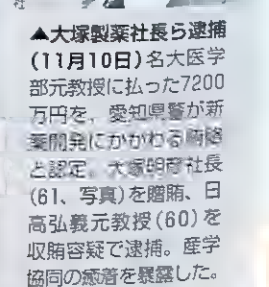 社
▲大塚製薬社長ら逮捕
(11月10日)名大医学
部元教授に払った7200
万円を、愛知県警が新
薬開発にかかわる賄賂
と認定。大塚明彦社長
(61、写真)を贈賄、日
高弘義元教授(60)を
収賄容疑で逮捕。産学
協同の癒着を暴露した。